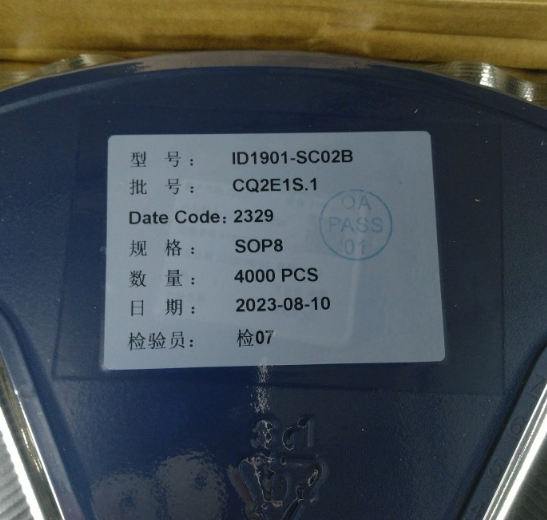 型 号： ID1901-SC02B
批 号： CQ2E1S.1
Date Code: 2329
规 格： SOP8
数 量： 4000 PCS
日 期： 2023-08-10
检验员： 检07
QA
PASS
01